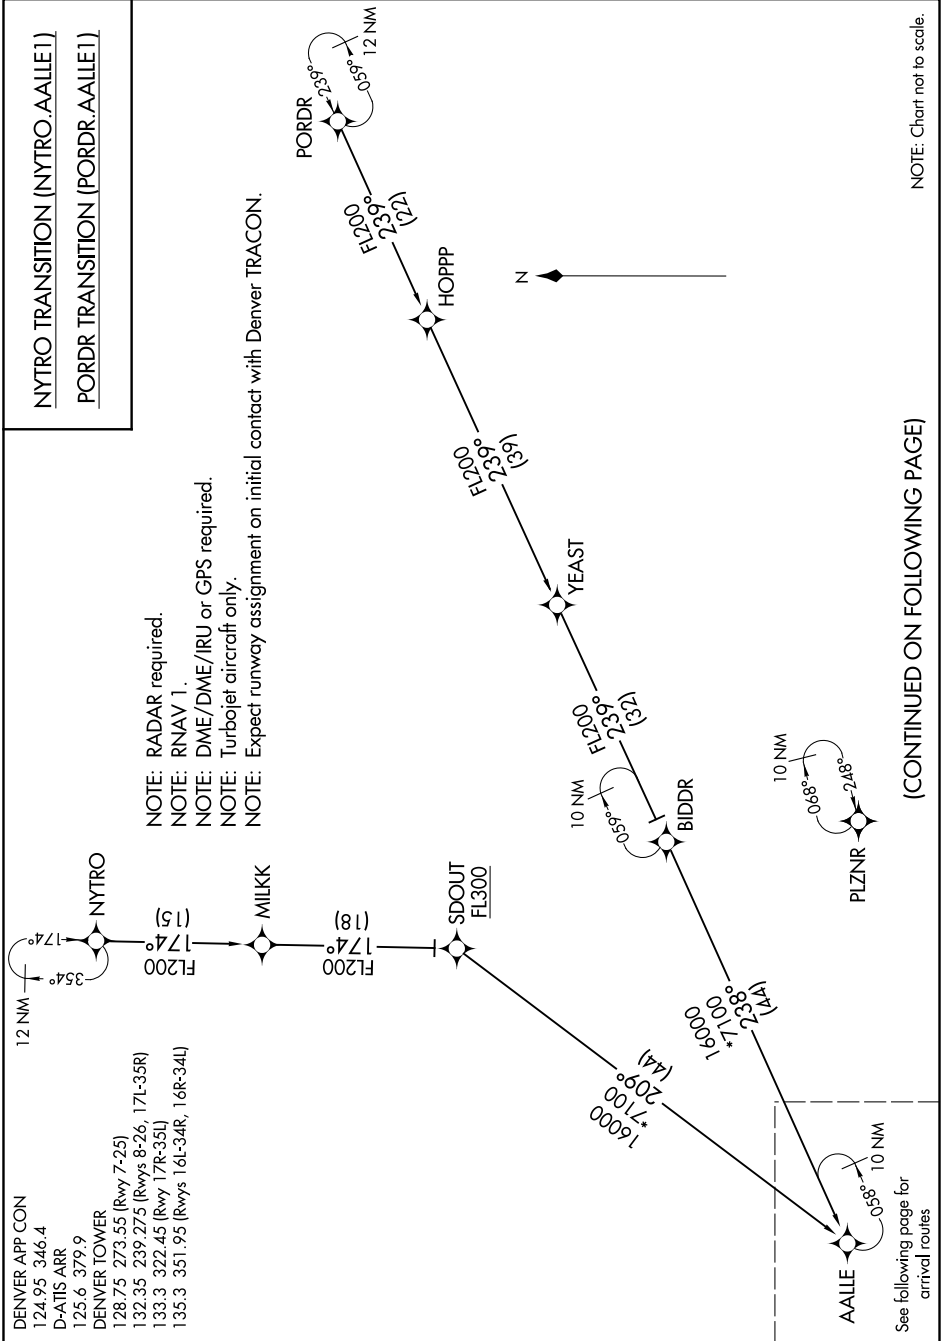 NYTRO TRANSITION (NYTRO.AALLE1)
PORDR TRANSITION (PORDR.AALLE1)
DENVER APP CON
124.95 346.4
D-ATIS ARR
125.6 379.9
DENVER TOWER
128.75 273.55 (Rwy 7-25)
132.35 239.275 (Rwys 8-26, 17L-35R)
133.3 322.45 (Rwy 17R-35L)
135.3 351.95 (Rwys 16L-34R, 16R-34L)
NOTE: RADAR required.
NOTE: RNAV 1.
NOTE: DME/DME/IRU or GPS required.
NOTE: Turbojet aircraft only.
NOTE: Expect runway assignment on initial contact with Denver TRACON.
12 NM
174°
354°
NYTRO
FL200
174°
(15)
MILKK
FL200
174°
(18)
SDOUT
FL300
16000
*7100
209°
(44)
PORDR
239°
059°
12 NM
FL200
239°
(22)
HOPPP
FL200
239°
(39)
YEAST
FL200
239°
(32)
BIDDR
10 NM
059°
16000
*7100
238°
(44)
AALLE
058°
10 NM
PLZNR
068°
248°
10 NM
N
See following page for
arrival routes
(CONTINUED ON FOLLOWING PAGE)
NOTE: Chart not to scale.